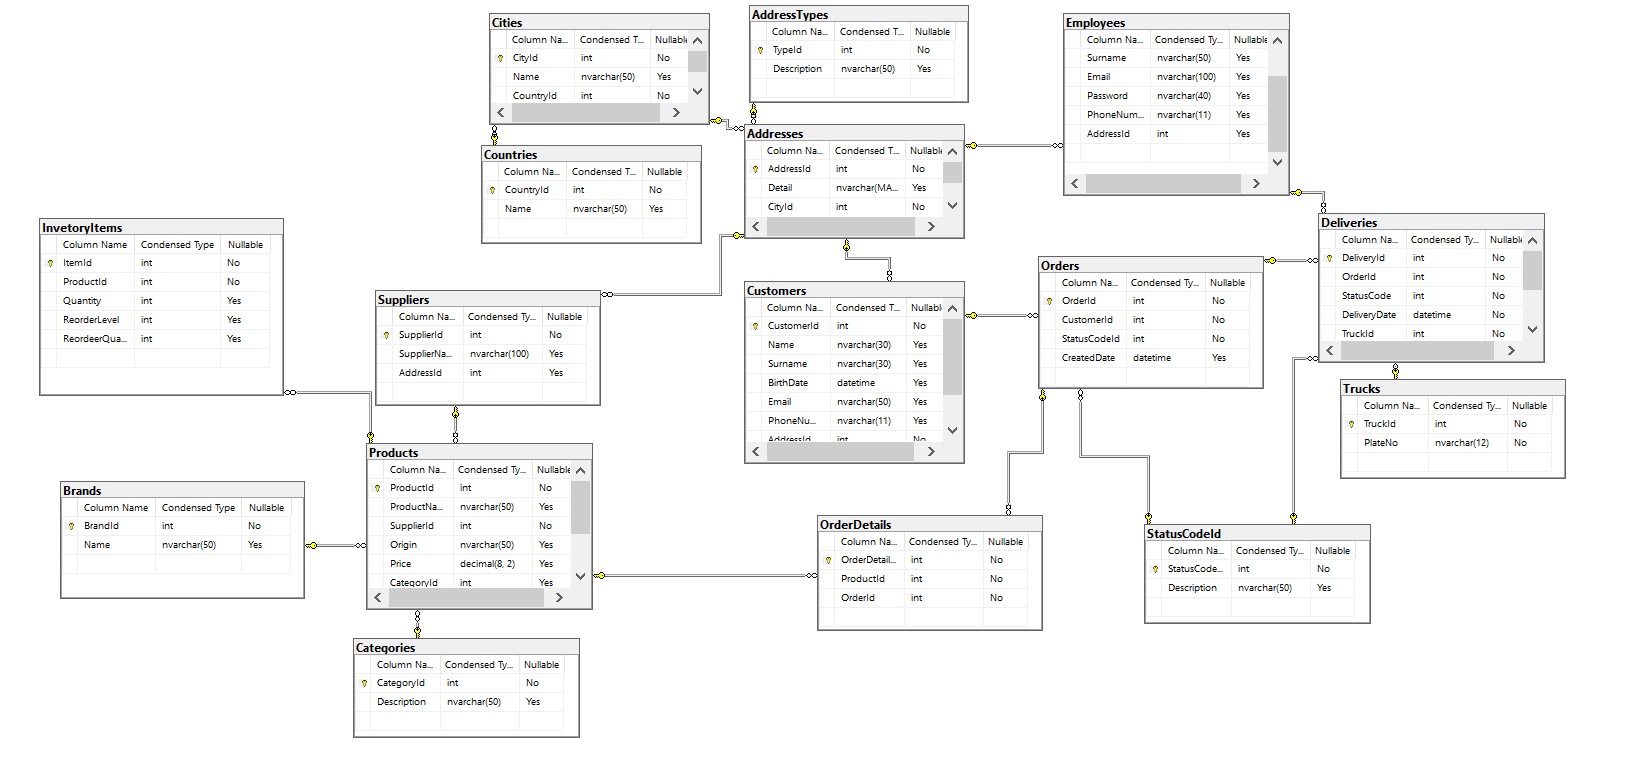 Cities
Column Na... Condensed T... Nullable
CityId int No
Name nvarchar(50) Yes
CountryId int No
AddressTypes
Column Na... Condensed T... Nullable
TypeId int No
Description nvarchar(50) Yes
Employees
Column Na... Condensed Ty... Nullable
Surname nvarchar(50) Yes
Email nvarchar(100) Yes
Password nvarchar(40) Yes
PhoneNum... nvarchar(11) Yes
AddressId int Yes
Countries
Column Na... Condensed T... Nullable
CountryId int No
Name nvarchar(50) Yes
Addresses
Column Na... Condensed T... Nullable
AddressId int No
Detail nvarchar(MA... Yes
CityId int No
InvetoryItems
Column Name Condensed Type Nullable
ItemId int No
ProductId int No
Quantity int Yes
ReorderLevel int Yes
ReordeerQua... int Yes
Suppliers
Column Na... Condensed Ty... Nullable
SupplierId int No
SupplierNa... nvarchar(100) Yes
AddressId int Yes
Customers
Column Na... Condensed T... Nullable
CustomerId int No
Name nvarchar(30) Yes
Surname nvarchar(30) Yes
BirthDate datetime Yes
Email nvarchar(50) Yes
PhoneNu... nvarchar(11) Yes
AddressId int No
Orders
Column Na... Condensed Ty... Nullable
OrderId int No
CustomerId int No
StatusCodeId int No
CreatedDate datetime Yes
Deliveries
Column Na... Condensed Ty... Nullable
DeliveryId int No
OrderId int No
StatusCode int No
DeliveryDate datetime No
TruckId int No
Trucks
Column Na... Condensed Ty... Nullable
TruckId int No
PlateNo nvarchar(12) No
Products
Column Na... Condensed Ty... Nullable
ProductId int No
ProductNa... nvarchar(50) Yes
SupplierId int No
Origin nvarchar(50) Yes
Price decimal(8, 2) Yes
CategoryId int Yes
Brands
Column Name Condensed Type Nullable
BrandId int No
Name nvarchar(50) Yes
OrderDetails
Column Na... Condensed Ty... Nullable
OrderDetail... int No
ProductId int No
OrderId int No
StatusCodeId
Column Na... Condensed Ty... Nullable
StatusCode... int No
Description nvarchar(50) Yes
Categories
Column Na... Condensed Ty... Nullable
CategoryId int No
Description nvarchar(50) Yes